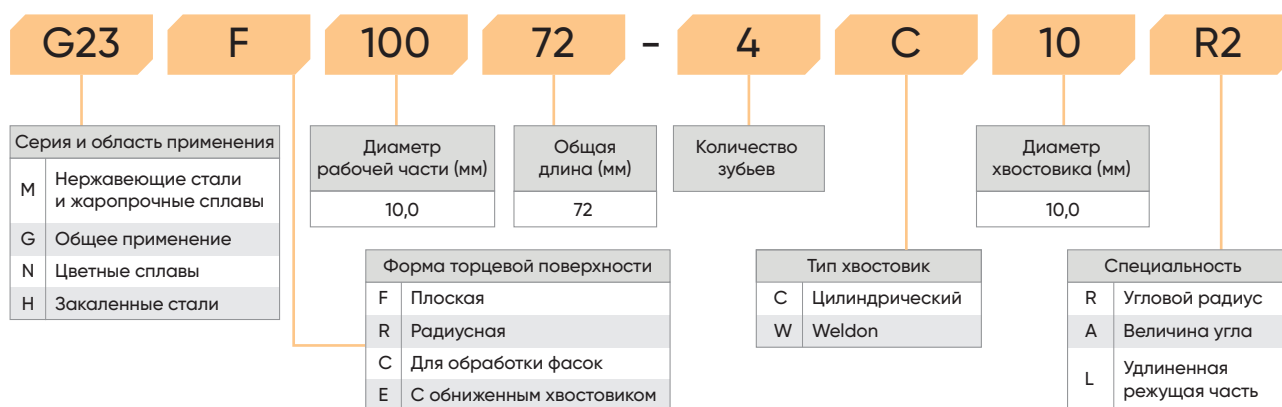 G23 F 100 72 - 4 C 10 R2
Серия и область применения
M Нержавеющие стали
и жаропрочные сплавы
G Общее применение
N Цветные сплавы
H Закаленные стали
Диаметр
рабочей части (мм)
10,0
Общая
длина (мм)
72
Количество
зубьев
Диаметр
хвостовика (мм)
10,0
Форма торцевой поверхности
F Плоская
R Радиусная
C Для обработки фасок
E С обниженным хвостовиком
Тип хвостовик
C Цилиндрический
W Weldon
Специальность
R Угловой радиус
A Величина угла
L Удлиненная
режущая часть